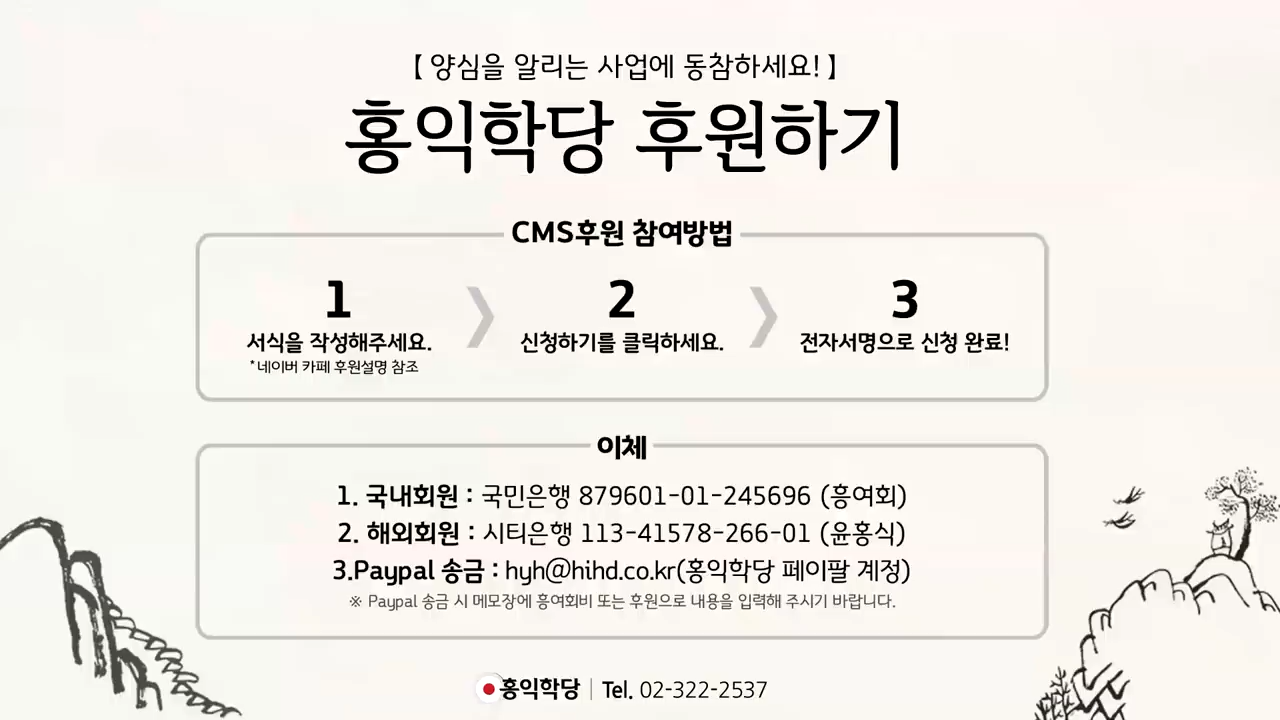 【 양심을 알리는 사업에 동참하세요! 】
홍익학당 후원하기
CMS후원 참여방법
1
2
3
서식을 작성해주세요.
신청하기를 클릭하세요.
전자서명으로 신청 완료!
*네이버 카페 후원설명 참조
이체
1. 국내회원 : 국민은행 879601-01-245696 (흥여회)
2. 해외회원 : 시티은행 113-41578-266-01 (윤홍식)
3.Paypal 송금 : hyh@hihd.co.kr(홍익학당 페이팔 계정)
※ Paypal 송금 시 메모장에 흥여회비 또는 후원으로 내용을 입력해 주시기 바랍니다.
홍익학당 | Tel. 02-322-2537